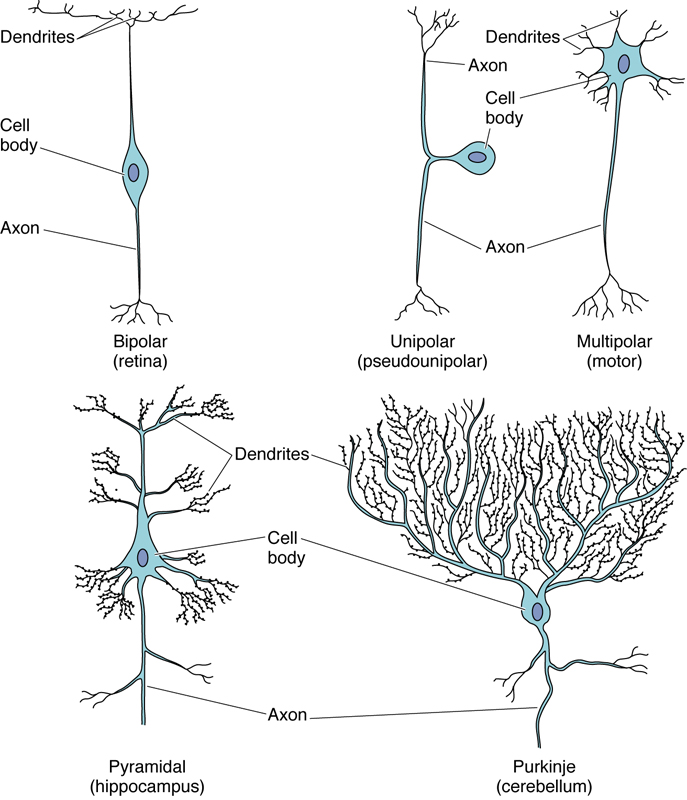 Dendrites
Cell
body
Axon
Bipolar
(retina)
Axon
Cell
body
Axon
Unipolar
(pseudounipolar)
Dendrites
Multipolar
(motor)
Dendrites
Cell
body
Axon
Pyramidal
(hippocampus)
Purkinje
(cerebellum)